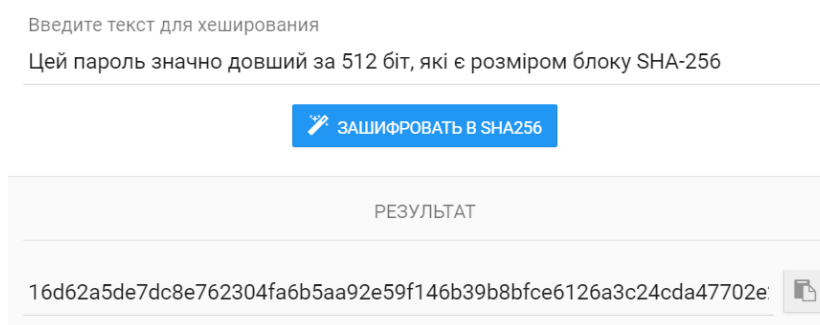 Введите текст для хеширования
Цей пароль значно довший за 512 біт, які є розміром блоку SHA-256
ЗАШИФРОВАТЬ В SHA256
РЕЗУЛЬТАТ
16d62a5de7dc8e762304fa6b5aa92e59f146b39b8bfce6126a3c24cda47702e